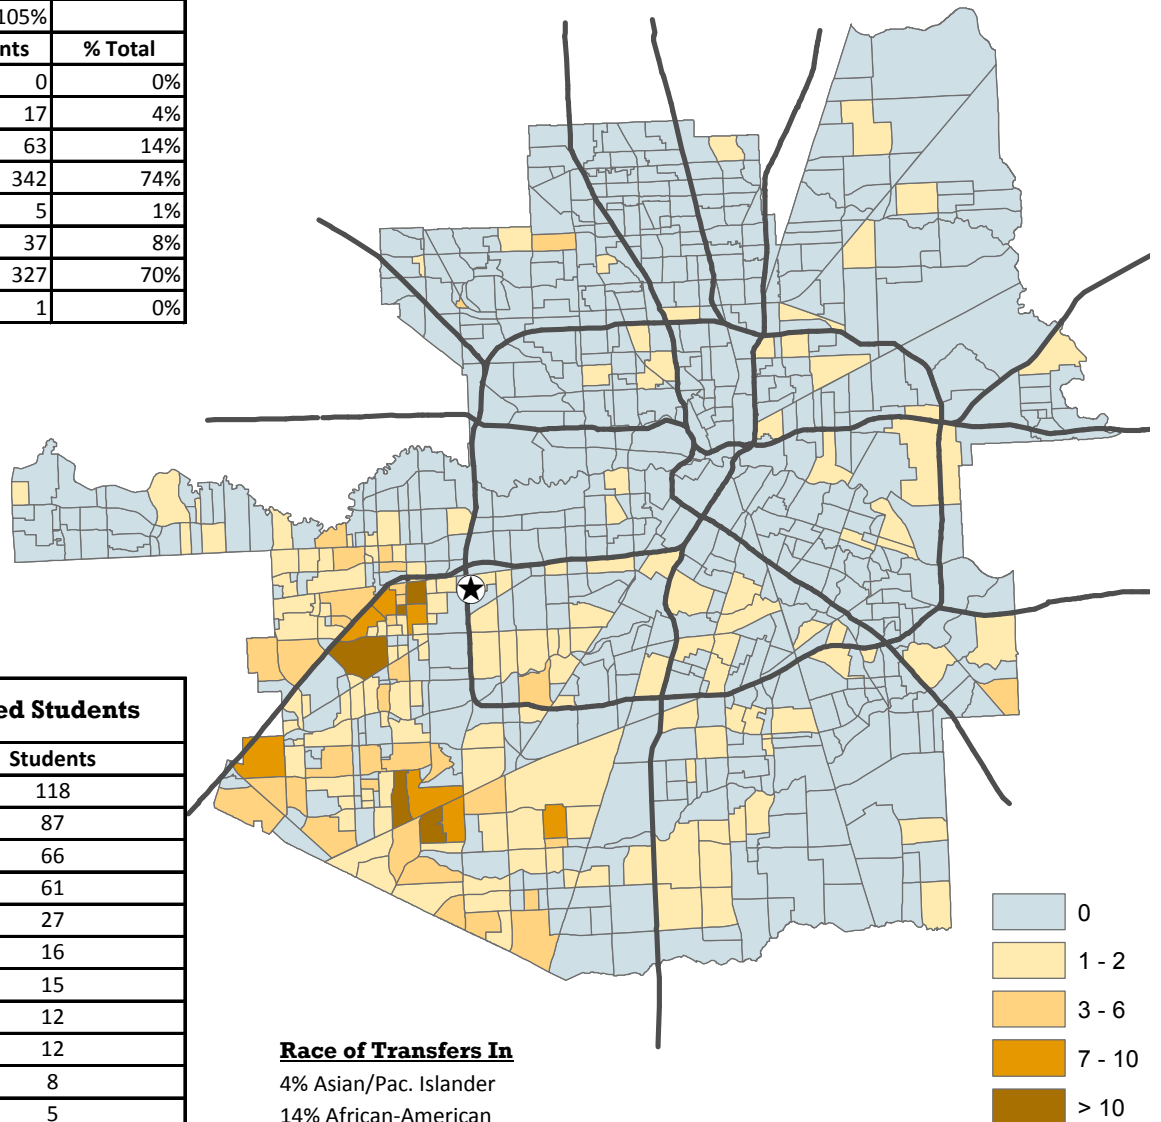 105%
nts % Total
0 0%
17 4%
63 14%
342 74%
5 1%
37 8%
327 70%
1 0%
ed Students
Students
118
87
66
61
27
16
15
12
12
8
5
Race of Transfers In
4% Asian/Pac. Islander
14% African-American
0
1 - 2
3 - 6
7 - 10
> 10